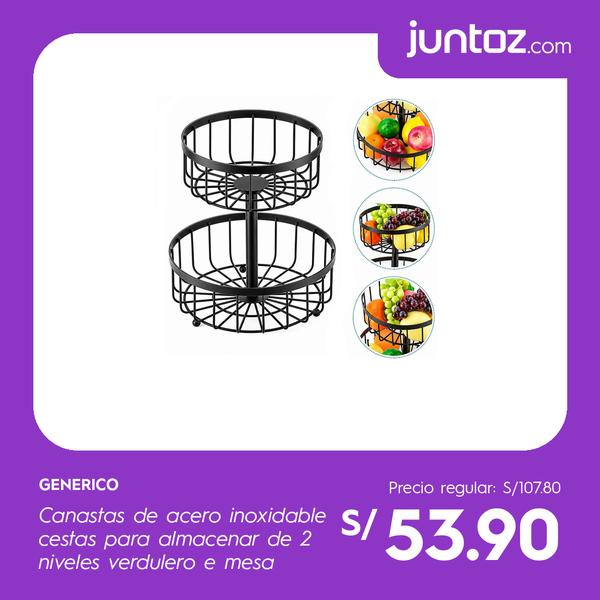 juntoz.com
GENERICO
Canastas de acero inoxidable
cestas para almacenar de 2
niveles verdulero e mesa
Precio regular: S/107.80
S/53.90